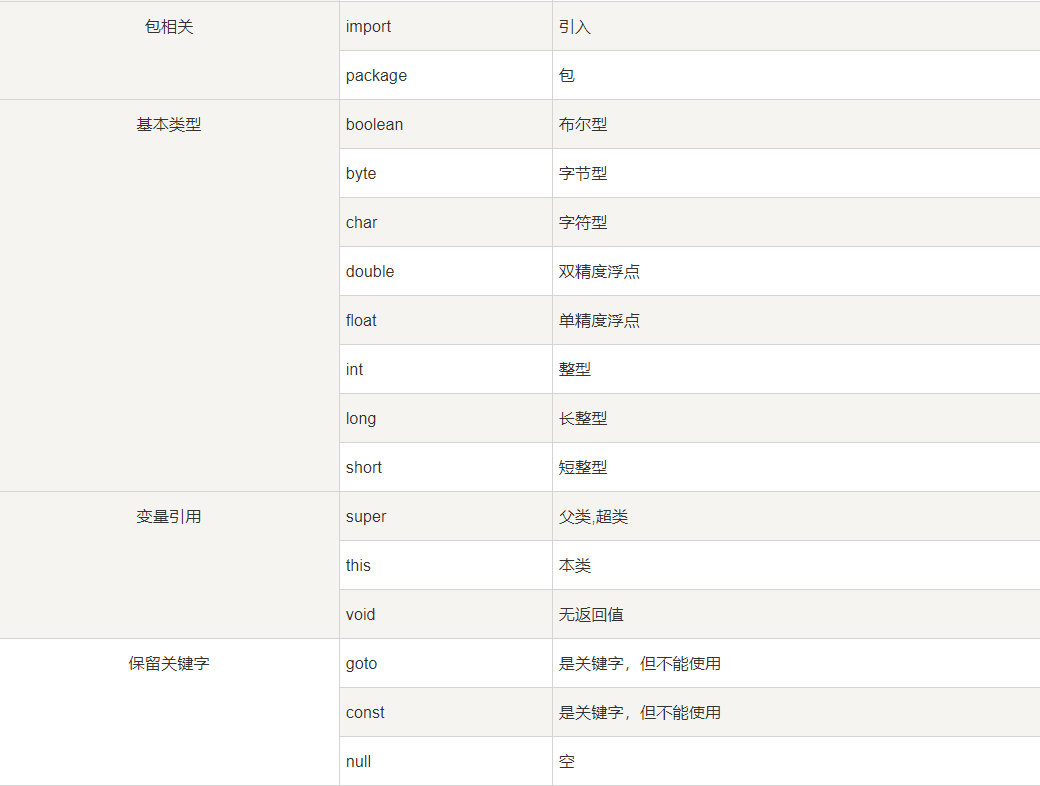 包相关 import 引入
package 包
基本类型 boolean 布尔型
byte 字节型
char 字符型
double 双精度浮点
float 单精度浮点
int 整型
long 长整型
short 短整型
变量引用 super 父类,超类
this 本类
void 无返回值
保留关键字 goto 是关键字，但不能使用
const 是关键字，但不能使用
null 空